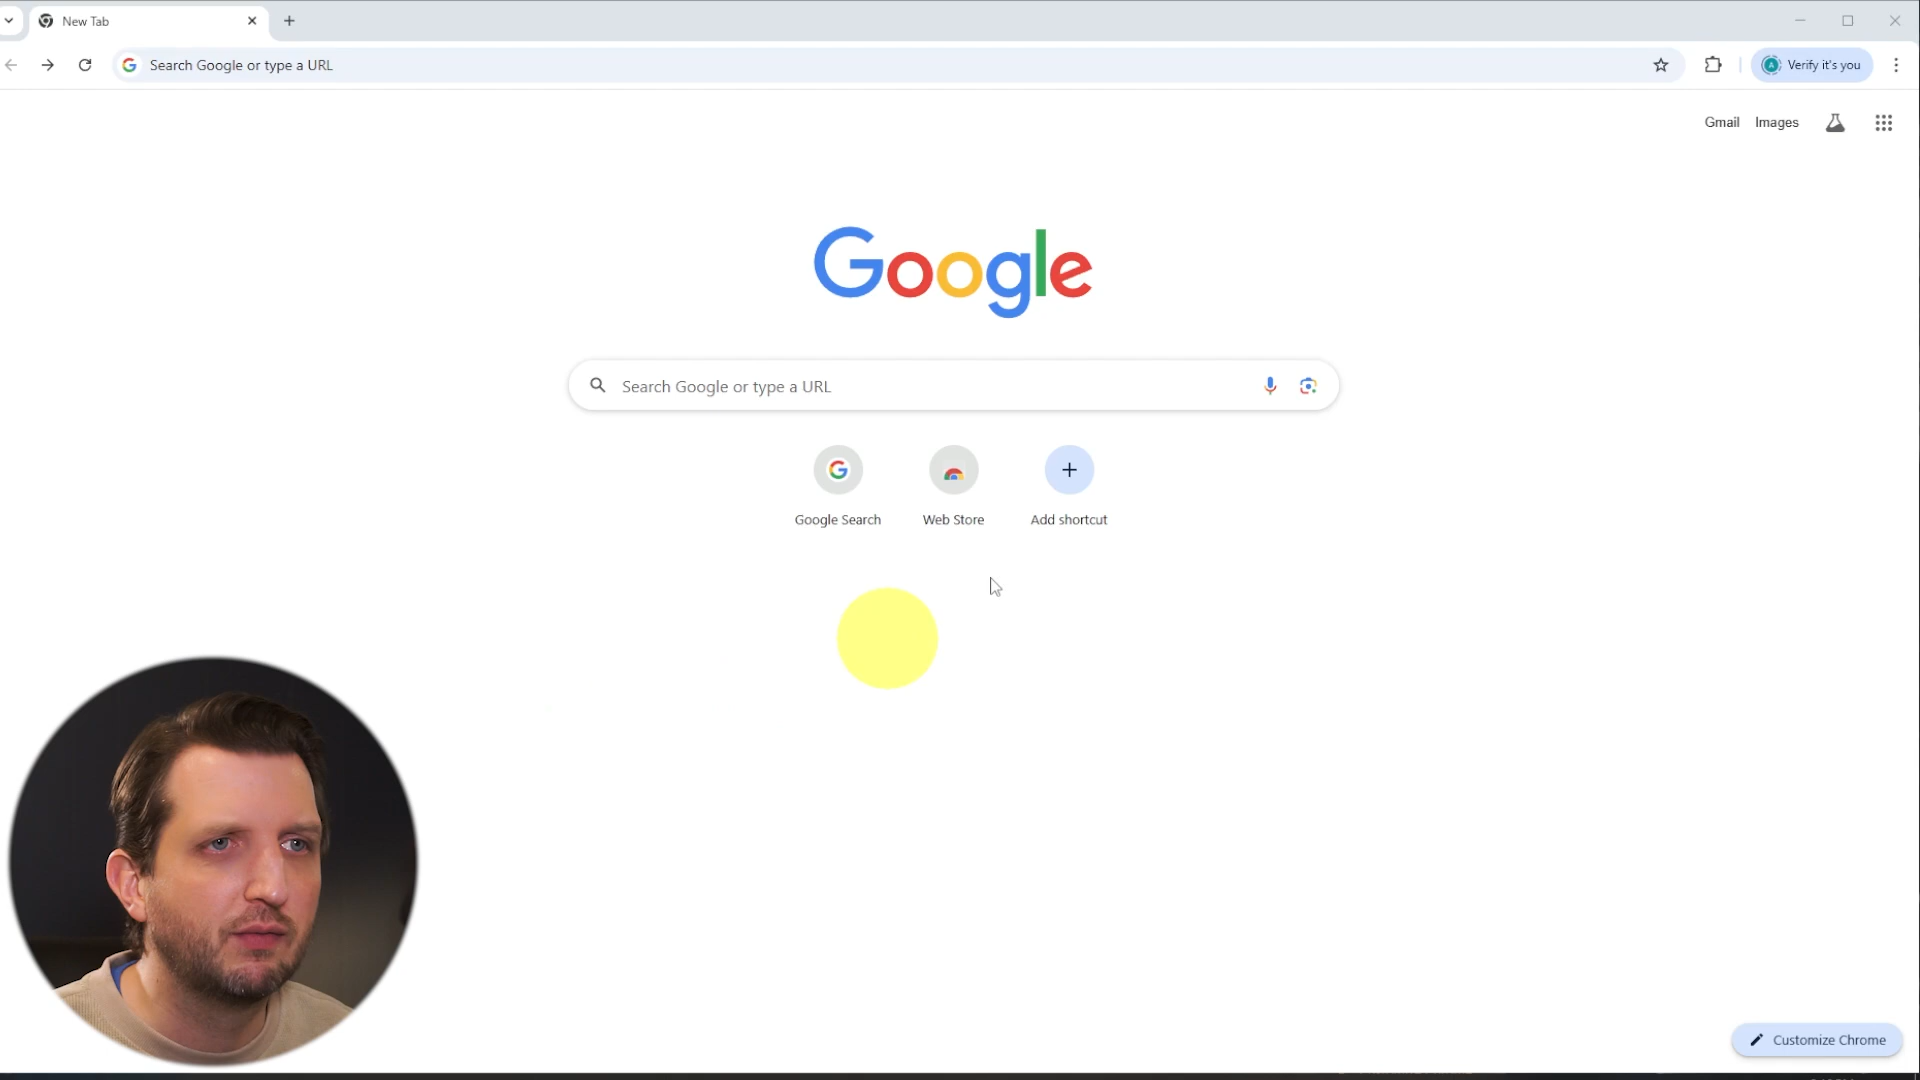 New Tab
Search Google or type a URL
Verify it's you
Gmail Images
Google
Search Google or type a URL
Google Search Web Store Add shortcut
Customize Chrome